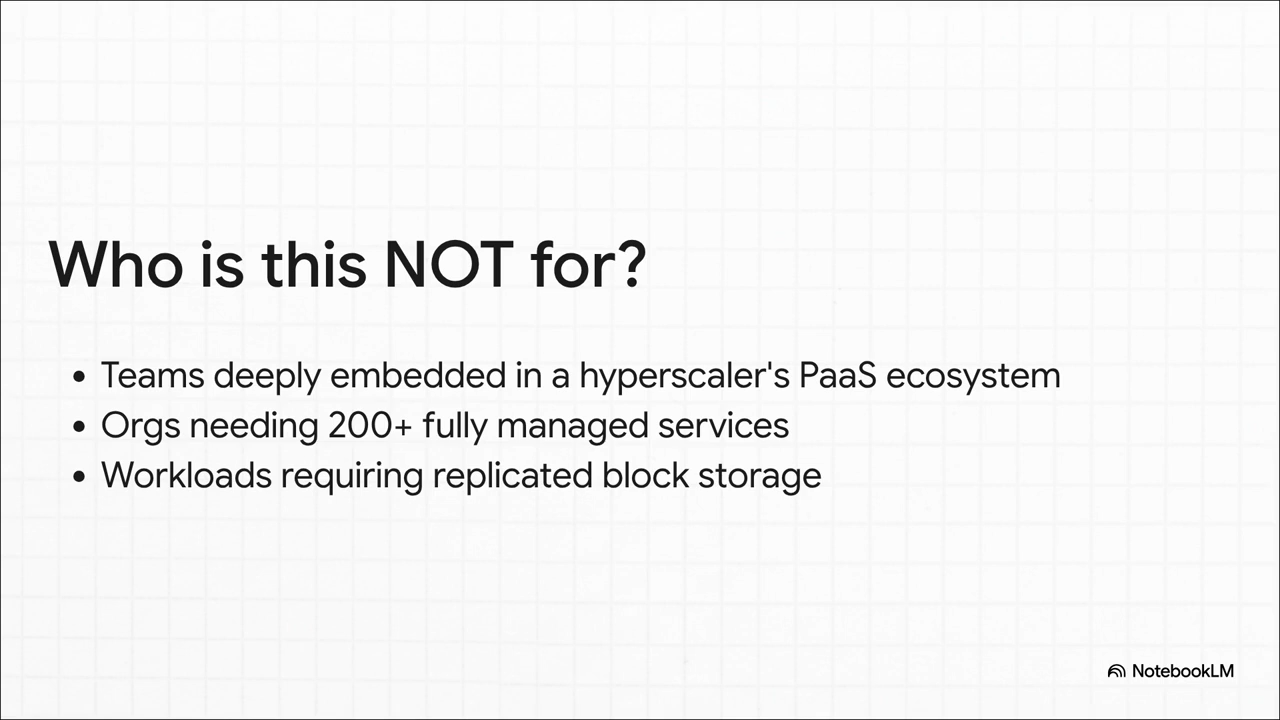 Who is this NOT for?
• Teams deeply embedded in a hyperscaler's PaaS ecosystem
• Orgs needing 200+ fully managed services
• Workloads requiring replicated block storage
NotebookLM